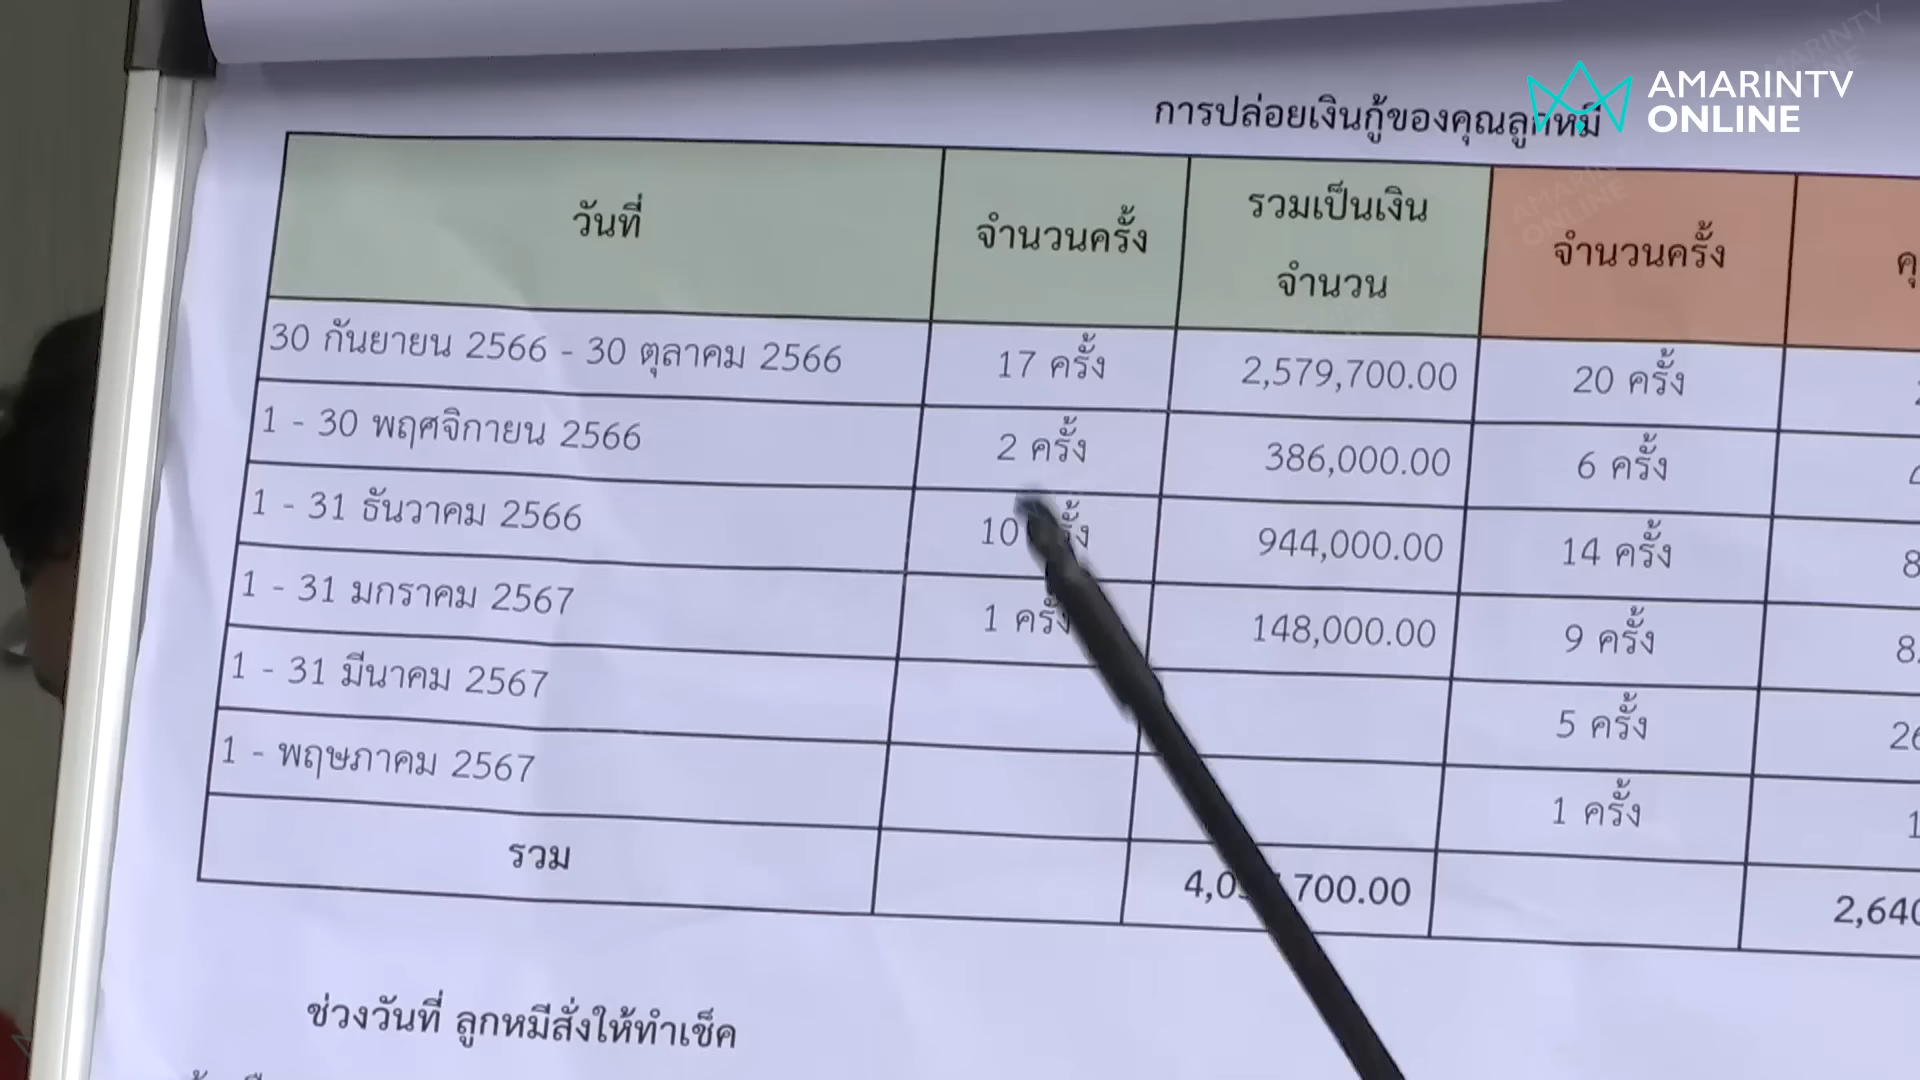 AMARINTV
ONLINE
การปล่อยเงินกู้ของคุณลูกหมี
วันที่ จำนวนครั้ง รวมเป็นเงิน จำนวน จำนวนครั้ง
30 กันยายน 2566 - 30 ตุลาคม 2566 17 ครั้ง 2,579,700.00 20 ครั้ง
1 - 30 พฤศจิกายน 2566 2 ครั้ง 386,000.00 6 ครั้ง
1 - 31 ธันวาคม 2566 10 ครั้ง 944,000.00 14 ครั้ง
1 - 31 มกราคม 2567 1 ครั้ง 148,000.00 9 ครั้ง
1 - 31 มีนาคม 2567 5 ครั้ง
1 - พฤษภาคม 2567 1 ครั้ง
รวม
ช่วงวันที่ ลูกหมีสั่งให้ทำเช็ค